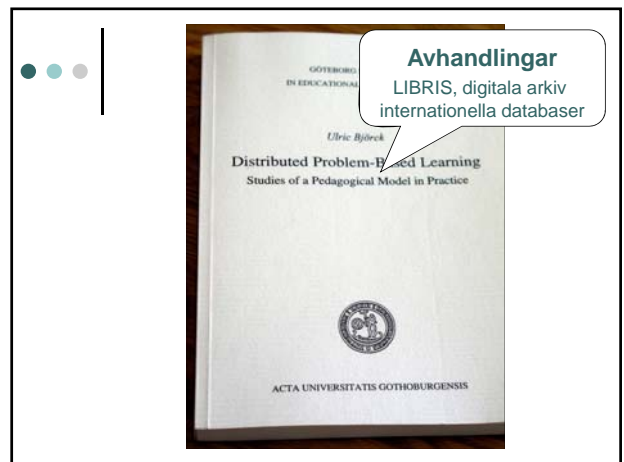 Avhandlingar
LIBRIS, digitala arkiv
internationella databaser
GÖTEBORG
IN EDUCATIONAL
Ulric Björck
Distributed Problem-Based Learning
Studies of a Pedagogical Model in Practice
ACTA UNIVERSITATIS GOTHOBURGENSIS